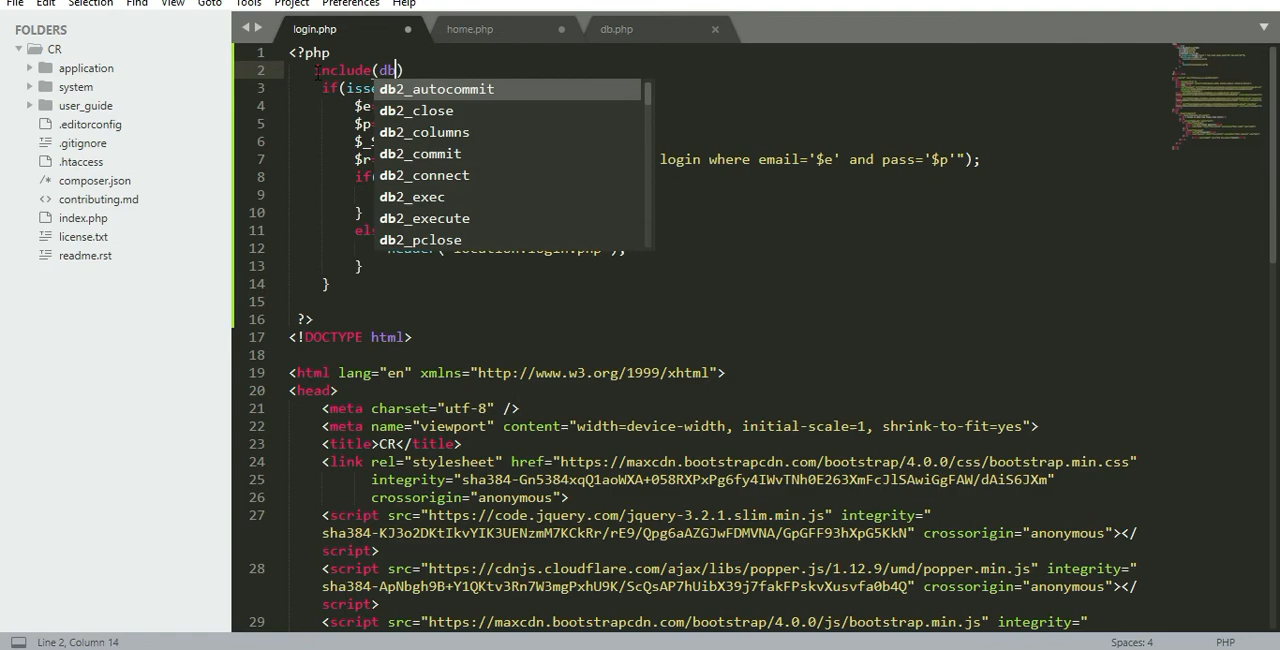 File Edit Selection Find View Goto Tools Project Preferences Help
FOLDERS
CR
application
system
user_guide
.editorconfig
.gitignore
.htaccess
composer.json
contributing.md
index.php
license.txt
readme.rst
login.php home.php db.php
1 <?php
2 include(db)
3 if(isse
4 $e
5 $p
6 $_
7 $r login where email='$e' and pass='$p'");
8 if
9
10 }
11 els
12
13 }
14 }
15
16 ?>
17 <!DOCTYPE html>
18
19 <html lang="en" xmlns="http://www.w3.org/1999/xhtml">
20 <head>
21 <meta charset="utf-8" />
22 <meta name="viewport" content="width=device-width, initial-scale=1, shrink-to-fit=yes">
23 <title>CR</title>
24 <link rel="stylesheet" href="https://maxcdn.bootstrapcdn.com/bootstrap/4.0.0/css/bootstrap.min.css"
25 integrity="sha384-Gn5384xqQ1aoWXA+058RXPxPg6fy4IWvTNh0E263XmFcJlSAwiGgFAW/dAiS6JXm"
26 crossorigin="anonymous">
27 <script src="https://code.jquery.com/jquery-3.2.1.slim.min.js" integrity="
sha384-KJ3o2DKtIkvYIK3UENzmM7KCkRr/rE9/Qpg6aAZGJwFDMVNA/GpGFF93hXpG5KkN" crossorigin="anonymous"></
script>
28 <script src="https://cdnjs.cloudflare.com/ajax/libs/popper.js/1.12.9/umd/popper.min.js" integrity="
sha384-ApNbgh9B+Y1QKtv3Rn7W3mgPxhU9K/ScQsAP7hUibX39j7fakFPskvXusvfa0b4Q" crossorigin="anonymous"></
script>
29 <script src="https://maxcdn.bootstrapcdn.com/bootstrap/4.0.0/js/bootstrap.min.js" integrity="
db2_autocommit
db2_close
db2_columns
db2_commit
db2_connect
db2_exec
db2_execute
db2_pclose
Line 2, Column 14
Spaces: 4
PHP